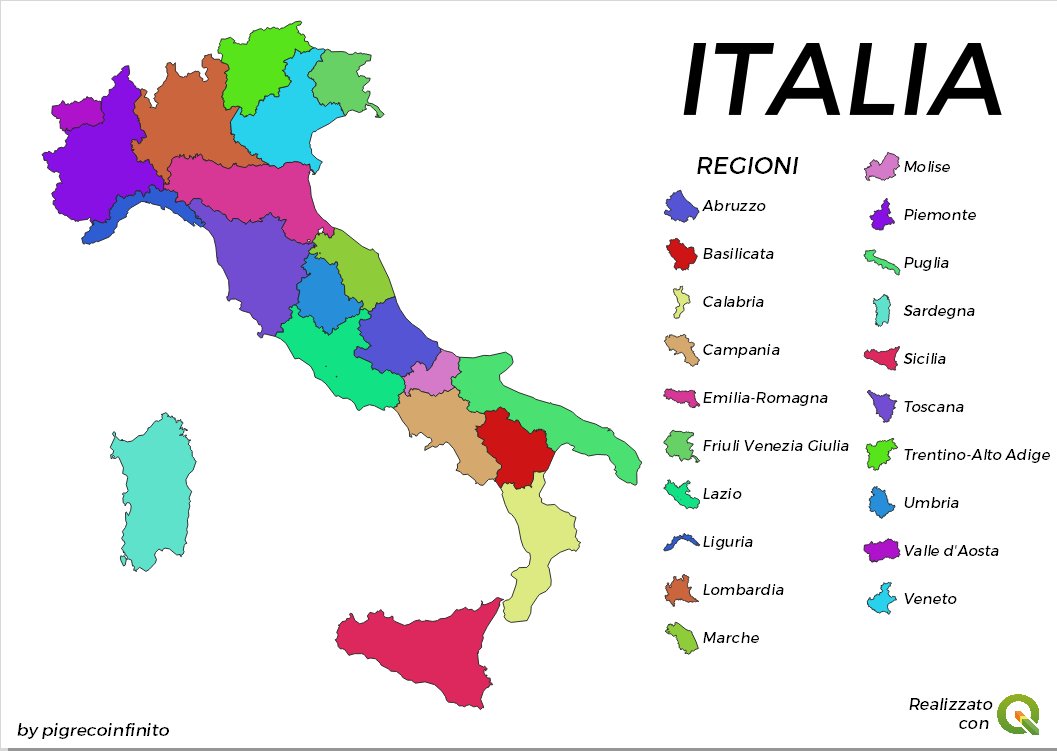 ITALIA
REGIONI
Abruzzo
Basilicata
Calabria
Campania
Emilia-Romagna
Friuli Venezia Giulia
Lazio
Liguria
Lombardia
Marche
Molise
Piemonte
Puglia
Sardegna
Sicilia
Toscana
Trentino-Alto Adige
Umbria
Valle d'Aosta
Veneto
by pigrecoinfinito
Realizzato
con